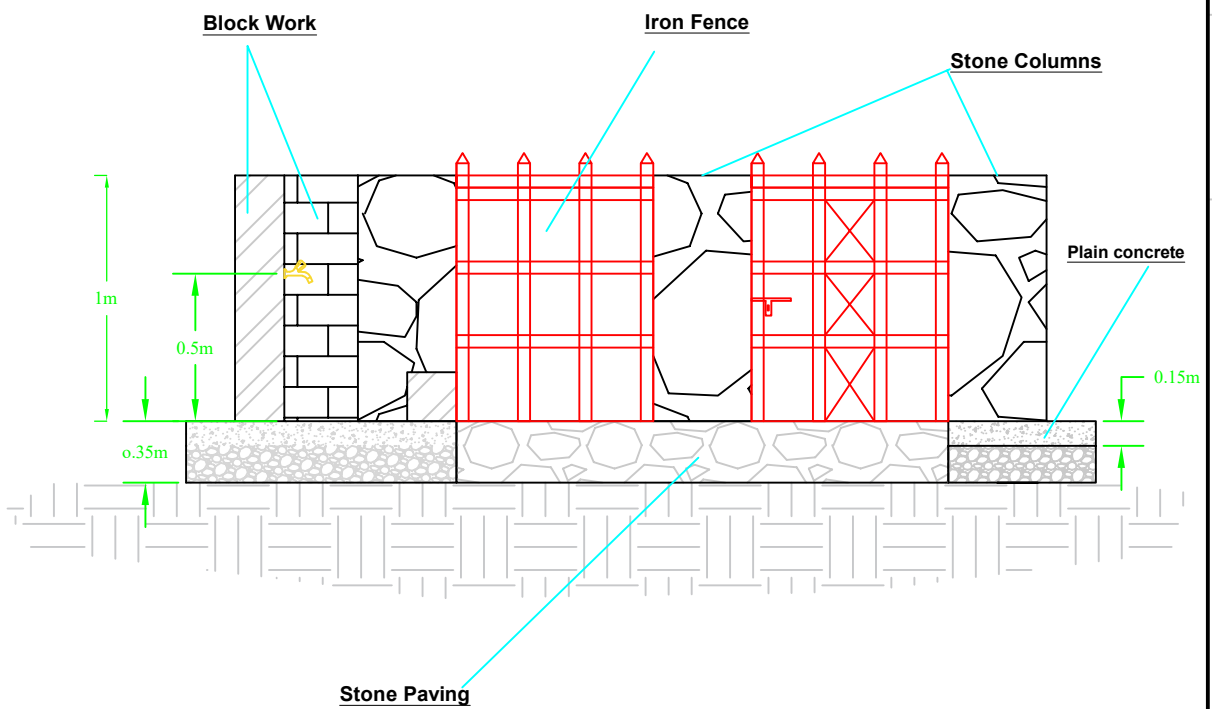 Block Work
Iron Fence
Stone Columns
Plain concrete
1m
0.5m
0.15m
o.35m
Stone Paving